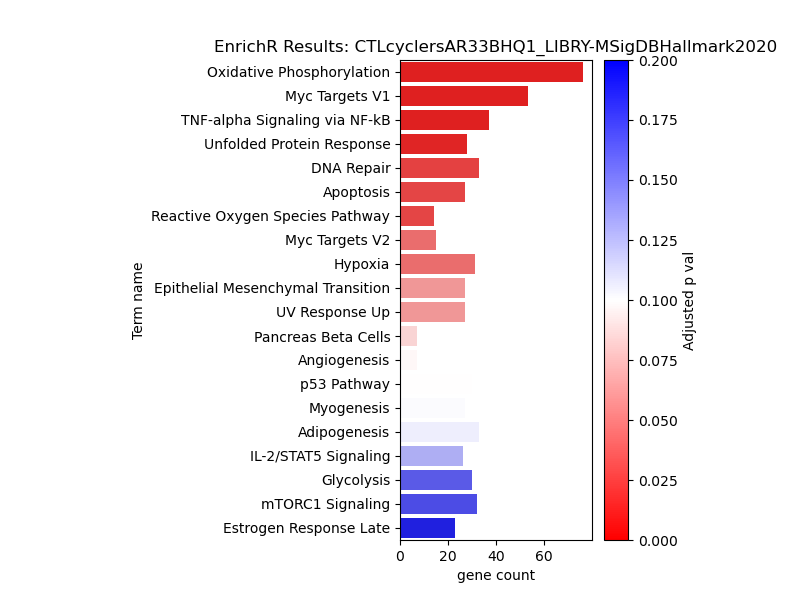 EnrichR Results: CTLcyclersAR33BHQ1_LIBRY-MSigDBHallmark2020
Oxidative Phosphorylation
Myc Targets V1
TNF-alpha Signaling via NF-kB
Unfolded Protein Response
DNA Repair
Apoptosis
Reactive Oxygen Species Pathway
Myc Targets V2
Hypoxia
Epithelial Mesenchymal Transition
UV Response Up
Pancreas Beta Cells
Angiogenesis
p53 Pathway
Myogenesis
Adipogenesis
IL-2/STAT5 Signaling
Glycolysis
mTORC1 Signaling
Estrogen Response Late
Term name
0 20 40 60
gene count
0.200
0.175
0.150
0.125
0.100
0.075
0.050
0.025
0.000
Adjusted p val